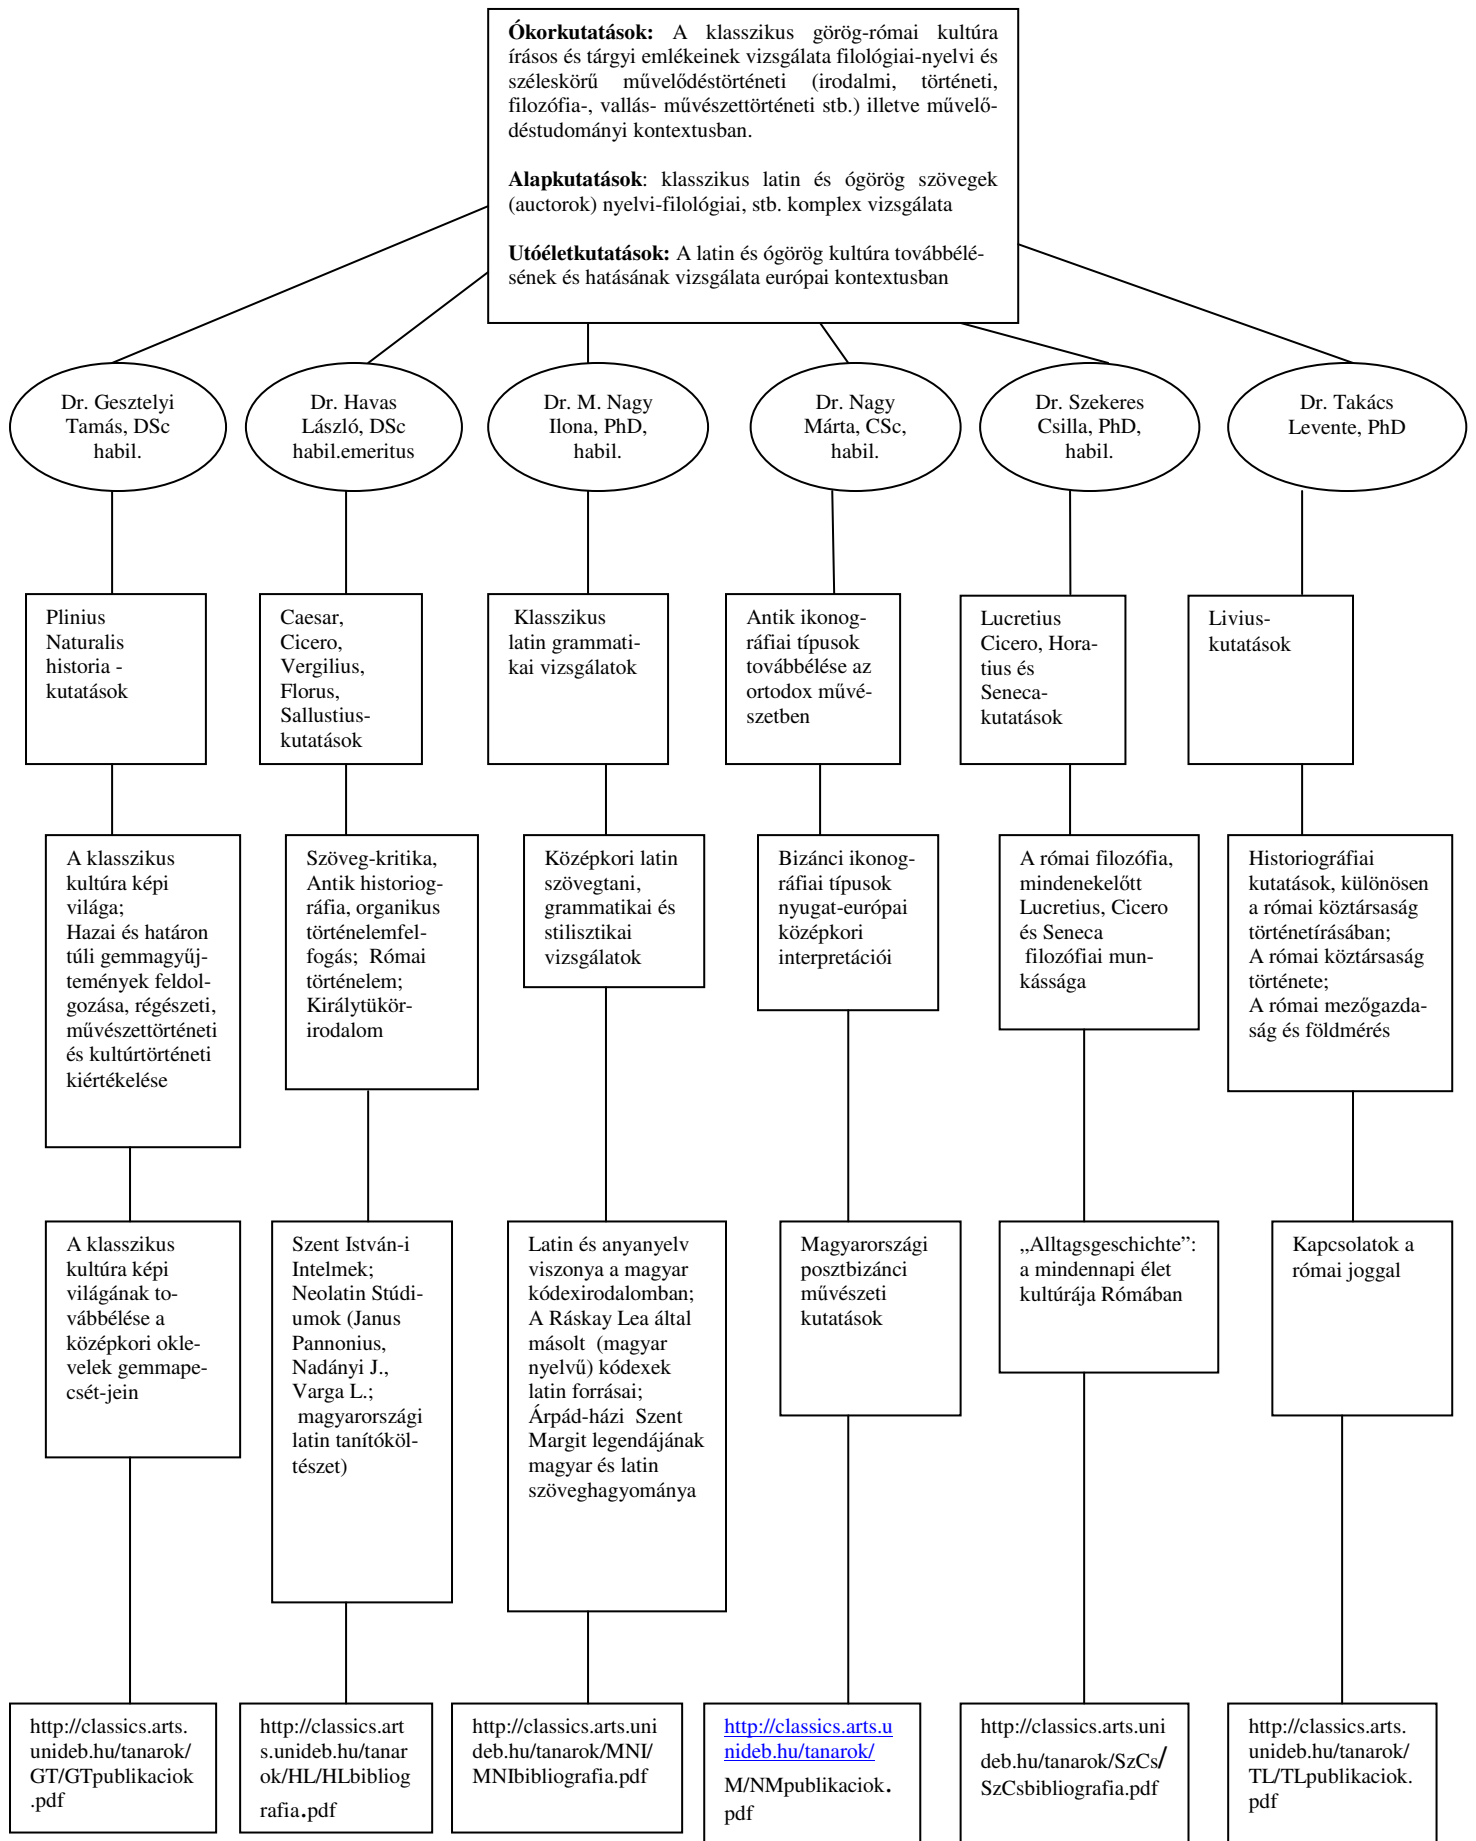 Ókorkutatások: A klasszikus görög-római kultúra
írásos és tárgyi emlékeinek vizsgálata filológiai-nyelvi és
széleskörű művelődéstörténeti (irodalmi, történeti,
filozófia-, vallás- művészettörténeti stb.) illetve művelő-
déstudományi kontextusban.
Alapkutatások: klasszikus latin és ógörög szövegek
(auctorok) nyelvi-filológiai, stb. komplex vizsgálata
Utóéletkutatások: A latin és ógörög kultúra továbbélé-
sének és hatásának vizsgálata európai kontextusban
Dr. Gesztelyi
Tamás, DSc
habil.
Dr. Havas
László, DSc
habil.emeritus
Dr. M. Nagy
Ilona, PhD,
habil.
Dr. Nagy
Márta, CSc,
habil.
Dr. Szekeres
Csilla, PhD,
habil.
Dr. Takács
Levente, PhD
Plinius
Naturalis
historia -
kutatások
Caesar,
Cicero,
Vergilius,
Florus,
Sallustius-
kutatások
Klasszikus
latin grammati-
kai vizsgálatok
Antik ikonog-
ráfiai típusok
továbbélése az
ortodox művé-
szetben
Lucretius
Cicero, Hora-
tius és
Seneca-
kutatások
Livius-
kutatások
A klasszikus
kultúra képi
világa;
Hazai és határon
túli gemmagyűj-
temények feldol-
gozása, régészeti,
művészettörténeti
és kultúrtörténeti
kiértékelése
Szöveg-kritika,
Antik historiog-
ráfia, organikus
történelemfel-
fogás; Római
történelem;
Királytükör-
irodalom
Középkori latin
szövegtani,
grammatikai és
stilisztikai
vizsgálatok
Bizánci ikonog-
ráfiai típusok
nyugat-európai
középkori
interpretációi
A római filozófia,
mindenekelőtt
Lucretius, Cicero
és Seneca
filozófiai mun-
kássága
Historiográfiai
kutatások, különösen
a római köztársaság
történetírásában;
A római köztársaság
története;
A római mezőgazda-
ság és földmérés
A klasszikus
kultúra képi
világának to-
vábbélése a
középkori okle-
velek gemmape-
csét-jein
Szent István-i
Intelmek;
Neolatin Stúdi-
umok (Janus
Pannonius,
Nadányi J.,
Varga L.;
magyarországi
latin tanítóköl-
tészet)
Latin és anyanyelv
viszonya a magyar
kódexirodalomban;
A Ráskay Lea által
másolt (magyar
nyelvű) kódexek
latin forrásai;
Árpád-házi Szent
Margit legendájának
magyar és latin
szöveghagyománya
Magyarországi
posztbizánci
művészeti
kutatások
„Alltagsgeschichte”:
a mindennapi élet
kultúrája Rómában
Kapcsolatok a
római joggal
http://classics.arts.
unideb.hu/tanarok/
GT/GTpublikaciok
.pdf
http://classics.art
s.unideb.hu/tanar
ok/HL/HLbibliog
rafia.pdf
http://classics.arts.uni
deb.hu/tanarok/MNI/
MNIbibliografia.pdf
http://classics.arts.u
nideb.hu/tanarok/
M/NMpublikaciok.
pdf
http://classics.arts.uni
deb.hu/tanarok/SzCs/
SzCsbibliografia.pdf
http://classics.arts.
unideb.hu/tanarok/
TL/TLpublikaciok.
pdf